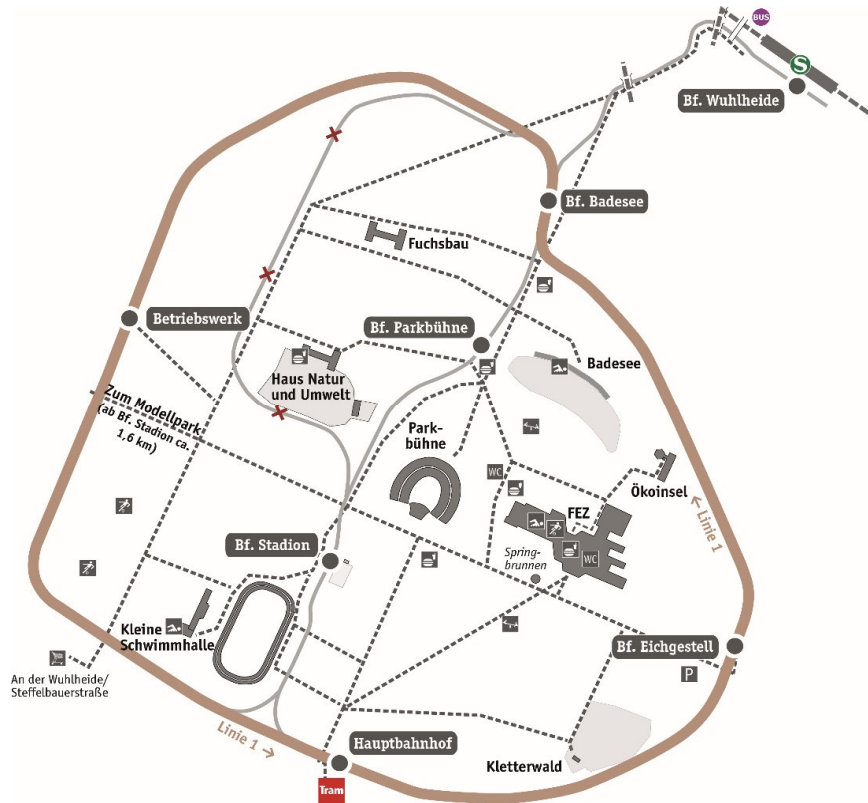 BUS
S
Bf. Wuhlheide
Bf. Badesee
Fuchsbau
Betriebswerk
Bf. Parkbühne
Badesee
Haus Natur
und Umwelt
Zum Modellpark
(ab Bf. Stadion ca.
1,6 km)
Park-
bühne
WC
Ökoinsel
FEZ
← Linie 1
Bf. Stadion
Spring-
brunnen
WC
Kleine
Schwimmhalle
Bf. Eichgestell
P
An der Wuhlheide/
Steffelbauerstraße
Linie 1 →
Hauptbahnhof
Kletterwald
Tram